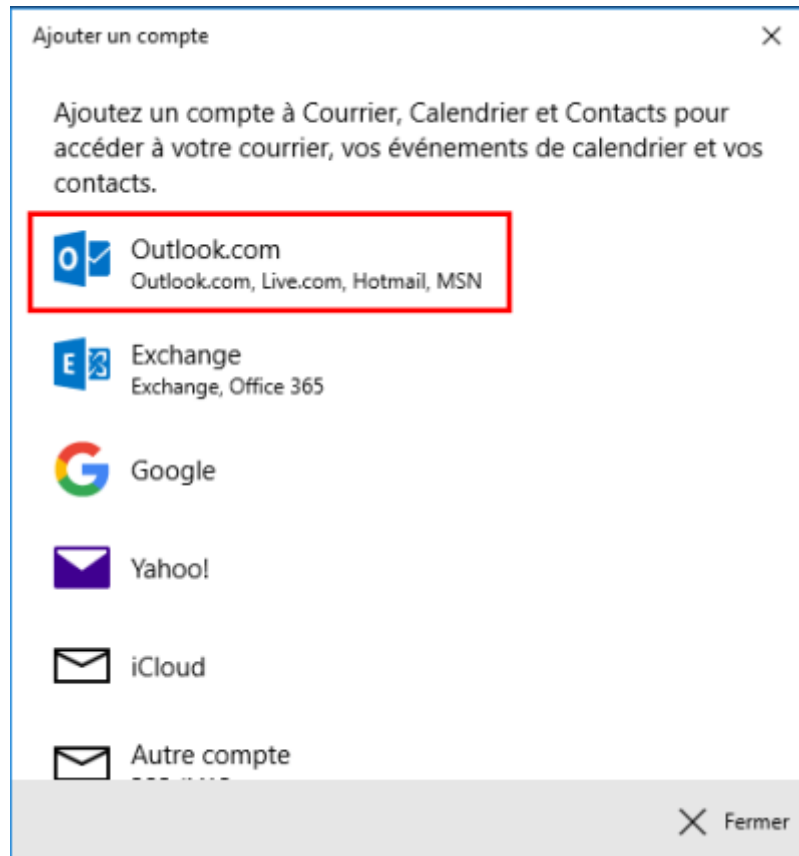 Ajouter un compte
Ajoutez un compte à Courrier, Calendrier et Contacts pour
accéder à votre courrier, vos événements de calendrier et vos
contacts.
Outlook.com
Outlook.com, Live.com, Hotmail, MSN
Exchange
Exchange, Office 365
Google
Yahoo!
iCloud
Autre compte
Fermer